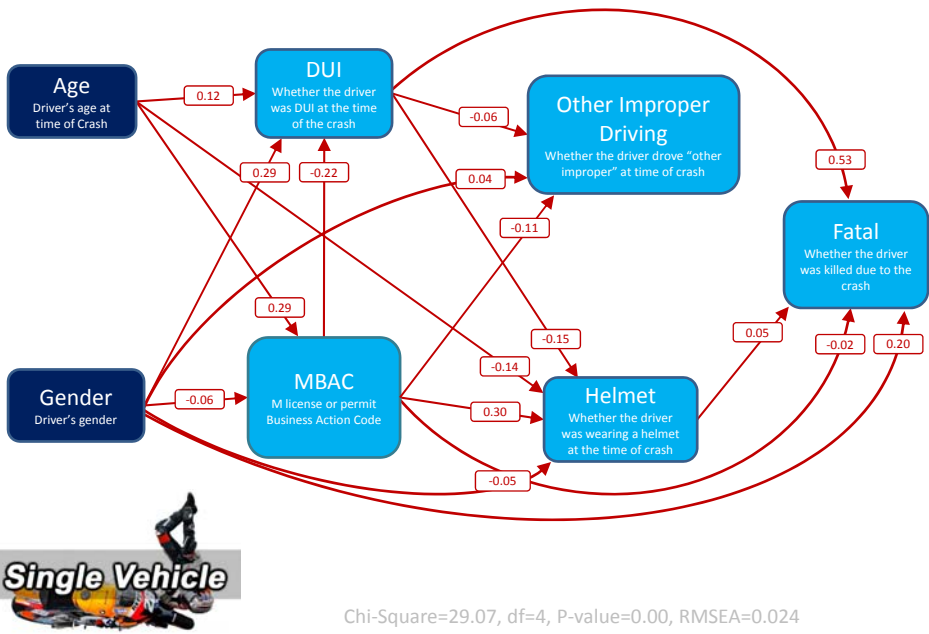 Age
Driver's age at
time of Crash
DUI
Whether the driver
was DUI at the time
of the crash
Other Improper
Driving
Whether the driver drove "other
improper" at time of crash
0.12
-0.06
0.53
0.29
-0.22
0.04
-0.11
Fatal
Whether the driver
was killed due to the
crash
0.29
-0.15
0.05
-0.02
0.20
-0.14
Gender
Driver's gender
-0.06
MBAC
M license or permit
Business Action Code
0.30
Helmet
Whether the driver
was wearing a helmet
at the time of crash
-0.05
Single Vehicle
Chi-Square=29.07, df=4, P-value=0.00, RMSEA=0.024